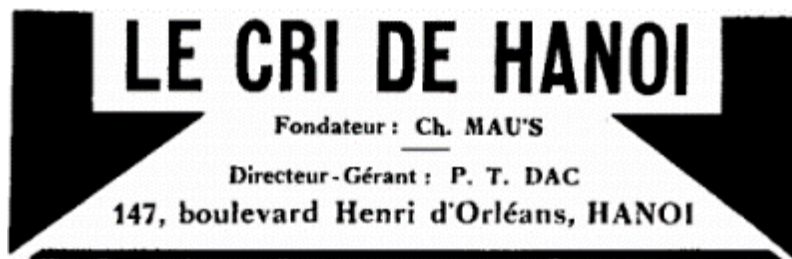 LE CRI DE HANOI
Fondateur : Ch. MAU'S
Directeur-Gérant : P. T. DAC
147, boulevard Henri d'Orléans, HANOI